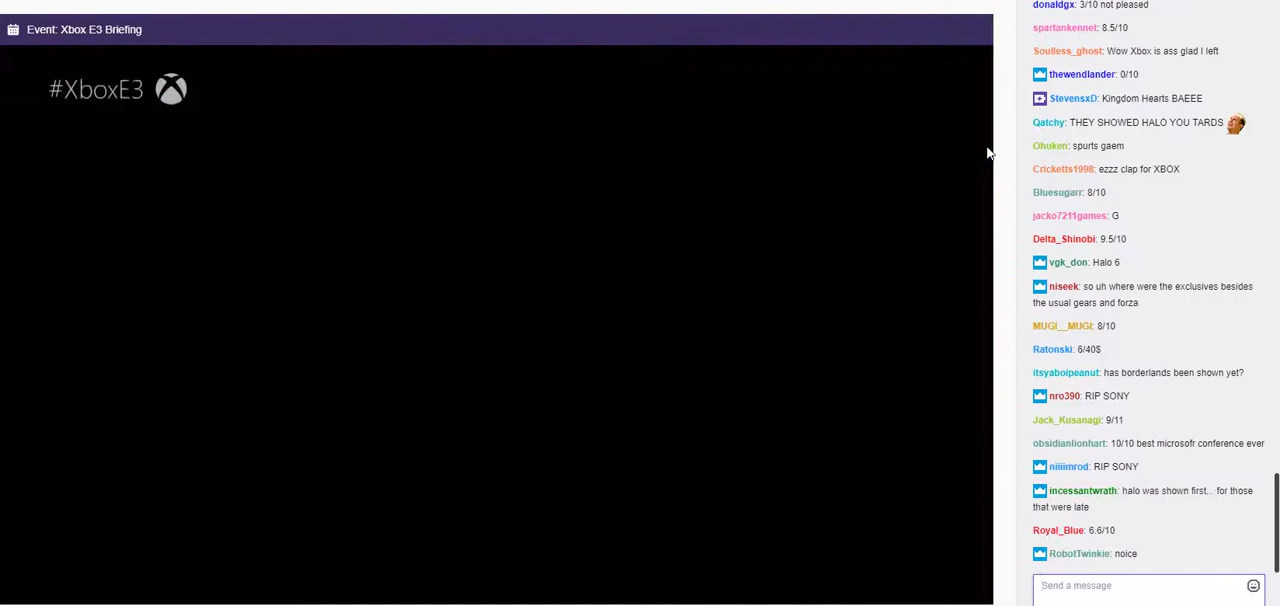 Event: Xbox E3 Briefing
#XboxE3
donaldgx: 3/10 not pleased
spartankennet: 8.5/10
Soulless_ghost: Wow Xbox is ass glad I left
thewendlander: 0/10
StevensxD: Kingdom Hearts BAEEE
Qatchy: THEY SHOWED HALO YOU TARDS
Ohuken: spurts gaem
Cricketts1998: ezzz clap for XBOX
Bluesugarr: 8/10
jacko7211games: G
Delta_Shinobi: 9.5/10
vgk_don: Halo 6
niseek: so uh where were the exclusives besides
the usual gears and forza
MUGI__MUGI: 8/10
Ratonski: 6/40$
itsyaboipeanut: has borderlands been shown yet?
nro390: RIP SONY
Jack_Kusanagi: 9/11
obsidianlionhart: 10/10 best microsofr conference ever
niiiimrod: RIP SONY
incessantwrath: halo was shown first... for those
that were late
Royal_Blue: 6.6/10
RobotTwinkie: noice
Send a message